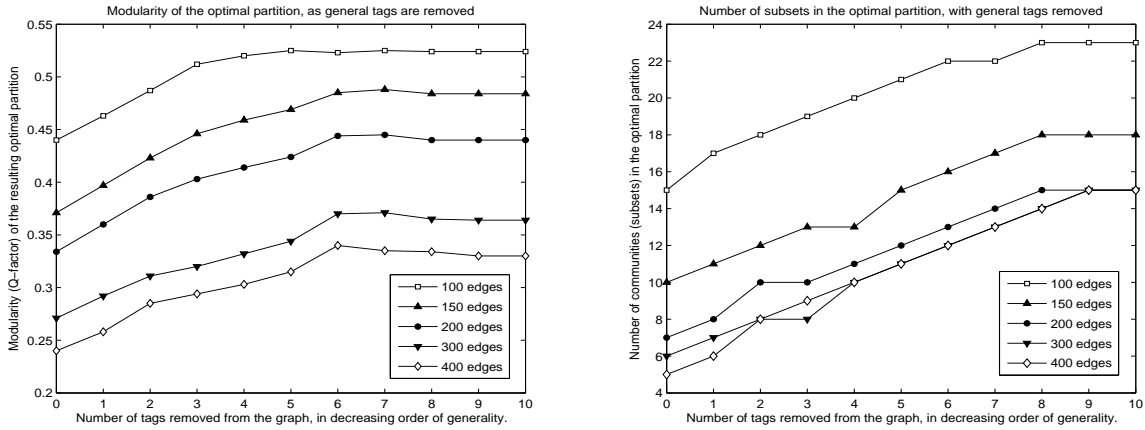 Modularity of the optimal partition, as general tags are removed
Modularity (Q−factor) of the resulting optimal partition
0.55
0.5
0.45
0.4
0.35
0.3
0.25
0.2
0 1 2 3 4 5 6 7 8 9 10
Number of tags removed from the graph, in decreasing order of generality.
100 edges
150 edges
200 edges
300 edges
400 edges
Number of subsets in the optimal partition, with general tags removed
Number of communities (subsets) in the optimal partition
24
22
20
18
16
14
12
10
8
6
4
0 1 2 3 4 5 6 7 8 9 10
Number of tags removed from the graph, in decreasing order of generality.
100 edges
150 edges
200 edges
300 edges
400 edges